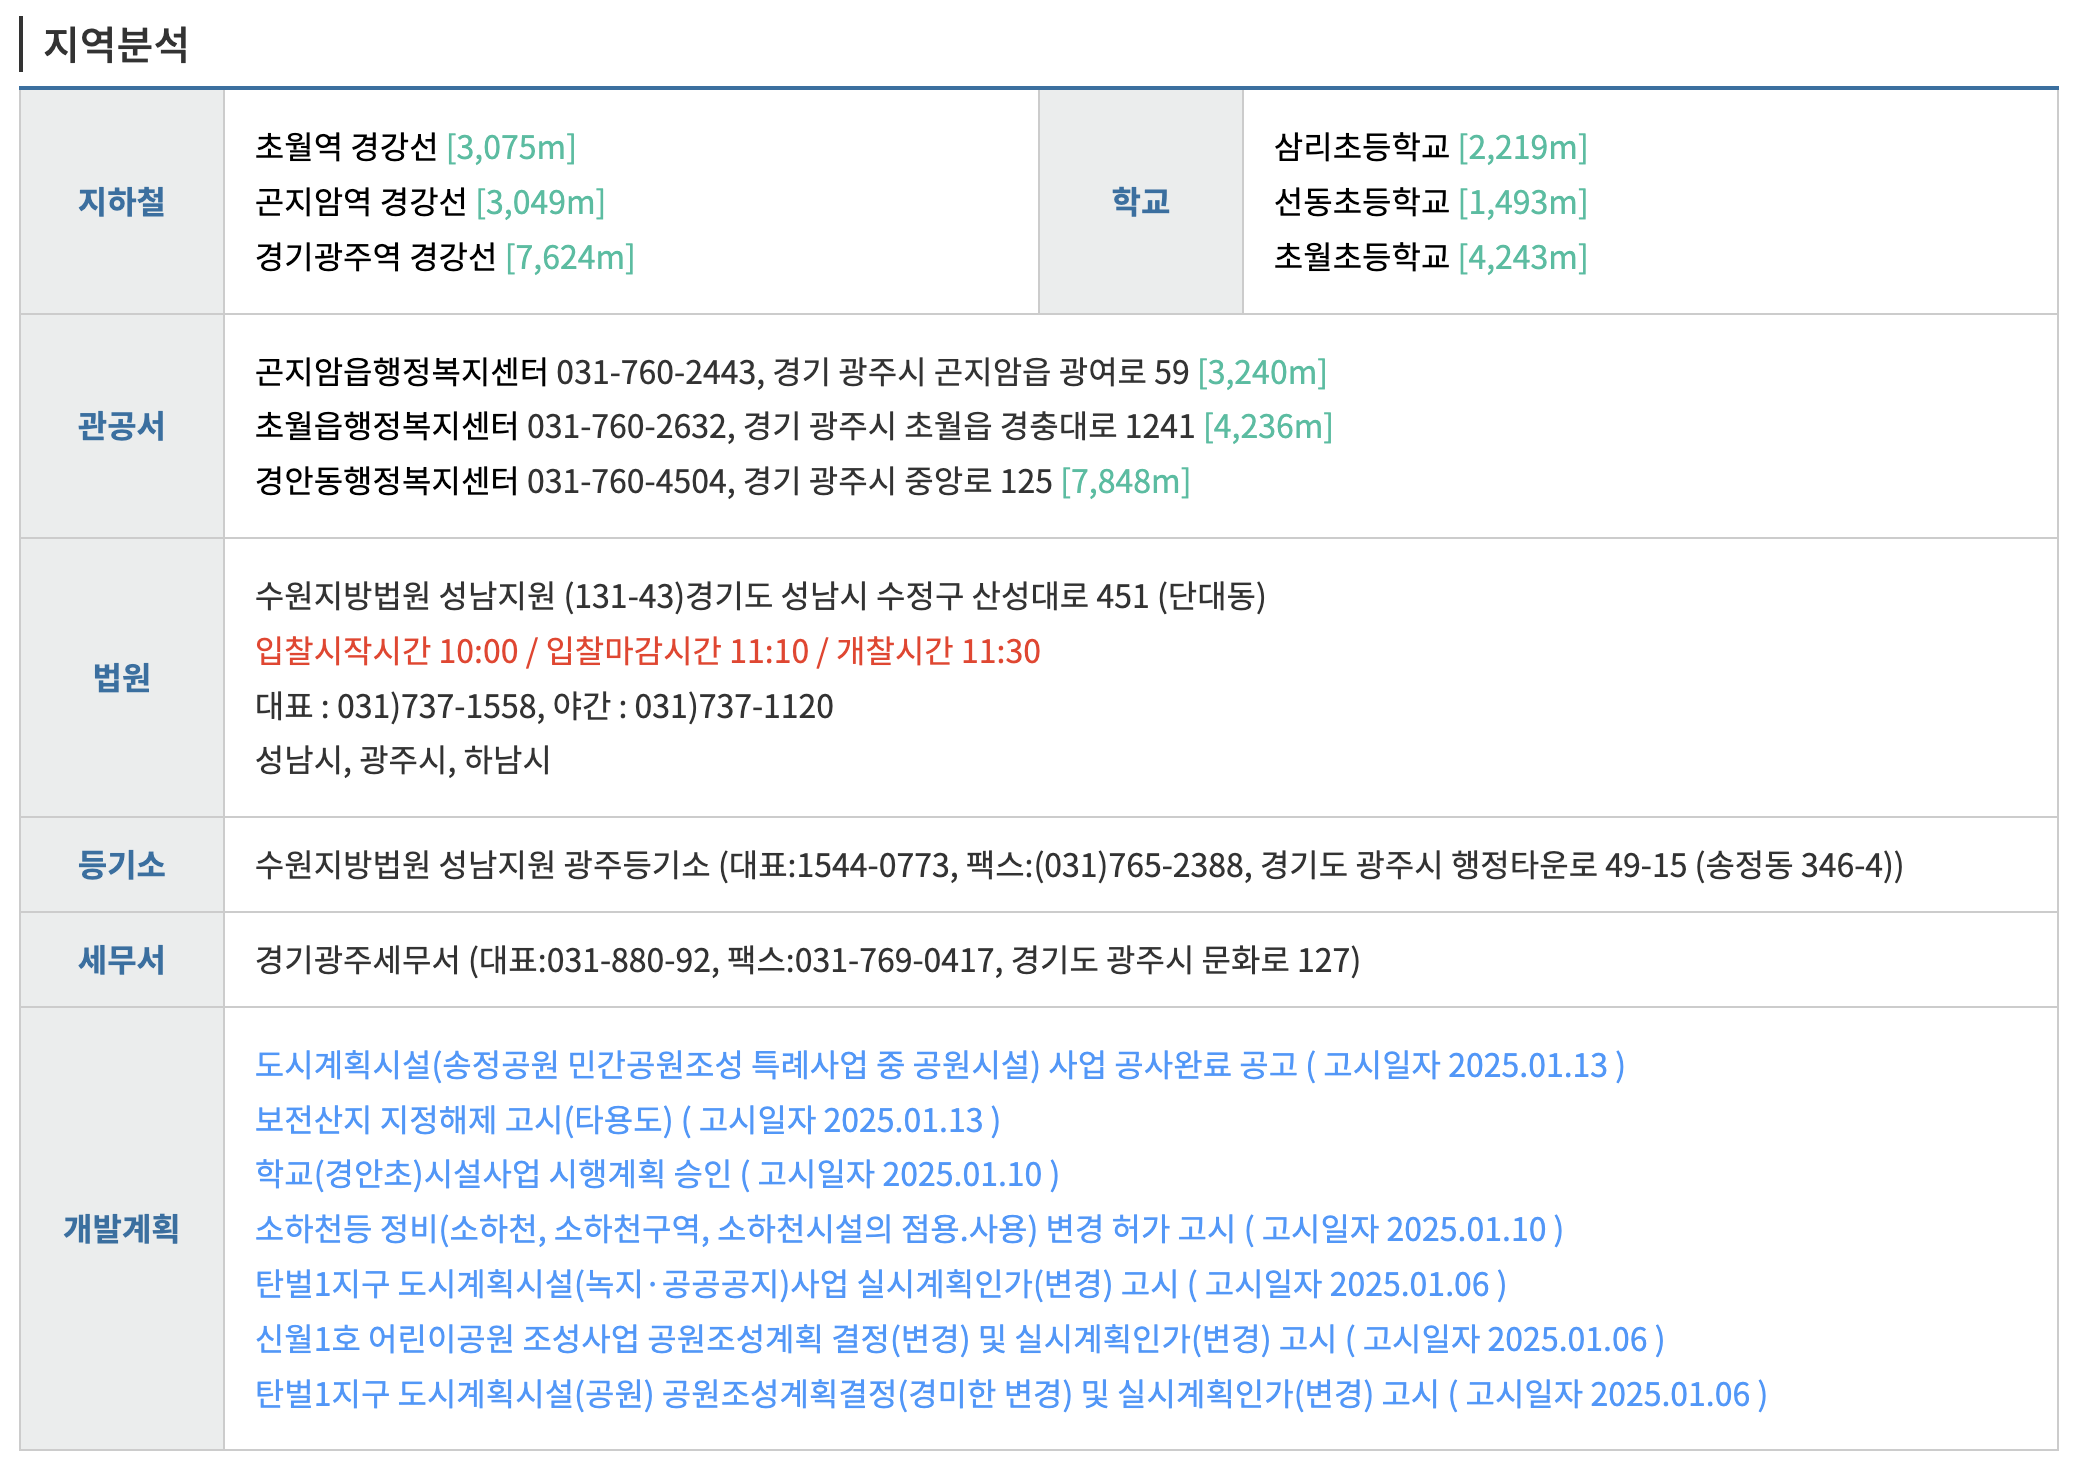 지역분석
지하철
초월역 경강선 [3,075m]
곤지암역 경강선 [3,049m]
경기광주역 경강선 [7,624m]
학교
삼리초등학교 [2,219m]
선동초등학교 [1,493m]
초월초등학교 [4,243m]
관공서
곤지암읍행정복지센터 031-760-2443, 경기 광주시 곤지암읍 광여로 59 [3,240m]
초월읍행정복지센터 031-760-2632, 경기 광주시 초월읍 경충대로 1241 [4,236m]
경안동행정복지센터 031-760-4504, 경기 광주시 중앙로 125 [7,848m]
법원
수원지방법원 성남지원 (131-43)경기도 성남시 수정구 산성대로 451 (단대동)
입찰시작시간 10:00 / 입찰마감시간 11:10 / 개찰시간 11:30
대표 : 031)737-1558, 야간 : 031)737-1120
성남시, 광주시, 하남시
등기소
수원지방법원 성남지원 광주등기소 (대표:1544-0773, 팩스:(031)765-2388, 경기도 광주시 행정타운로 49-15 (송정동 346-4))
세무서
경기광주세무서 (대표:031-880-92, 팩스:031-769-0417, 경기도 광주시 문화로 127)
개발계획
도시계획시설(송정공원 민간공원조성 특례사업 중 공원시설) 사업 공사완료 공고 ( 고시일자 2025.01.13 )
보전산지 지정해제 고시(타용도) ( 고시일자 2025.01.13 )
학교(경안초)시설사업 시행계획 승인 ( 고시일자 2025.01.10 )
소하천등 정비(소하천, 소하천구역, 소하천시설의 점용.사용) 변경 허가 고시 ( 고시일자 2025.01.10 )
탄벌1지구 도시계획시설(녹지·공공공지)사업 실시계획인가(변경) 고시 ( 고시일자 2025.01.06 )
신월1호 어린이공원 조성사업 공원조성계획 결정(변경) 및 실시계획인가(변경) 고시 ( 고시일자 2025.01.06 )
탄벌1지구 도시계획시설(공원) 공원조성계획결정(경미한 변경) 및 실시계획인가(변경) 고시 ( 고시일자 2025.01.06 )